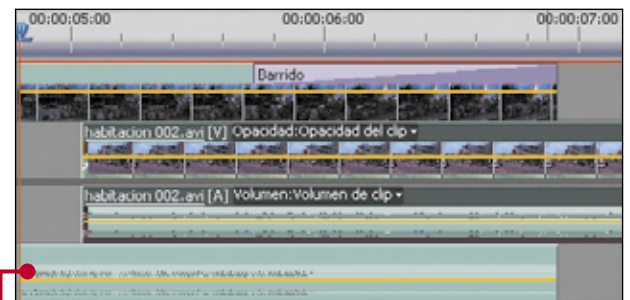 00:00:05:00 00:00:06:00 00:00:07:00
Barrido
habitacion 002.avi [V] Opacidad:Opacidad del clip
habitacion 002.avi [A] Volumen:Volumen de clip